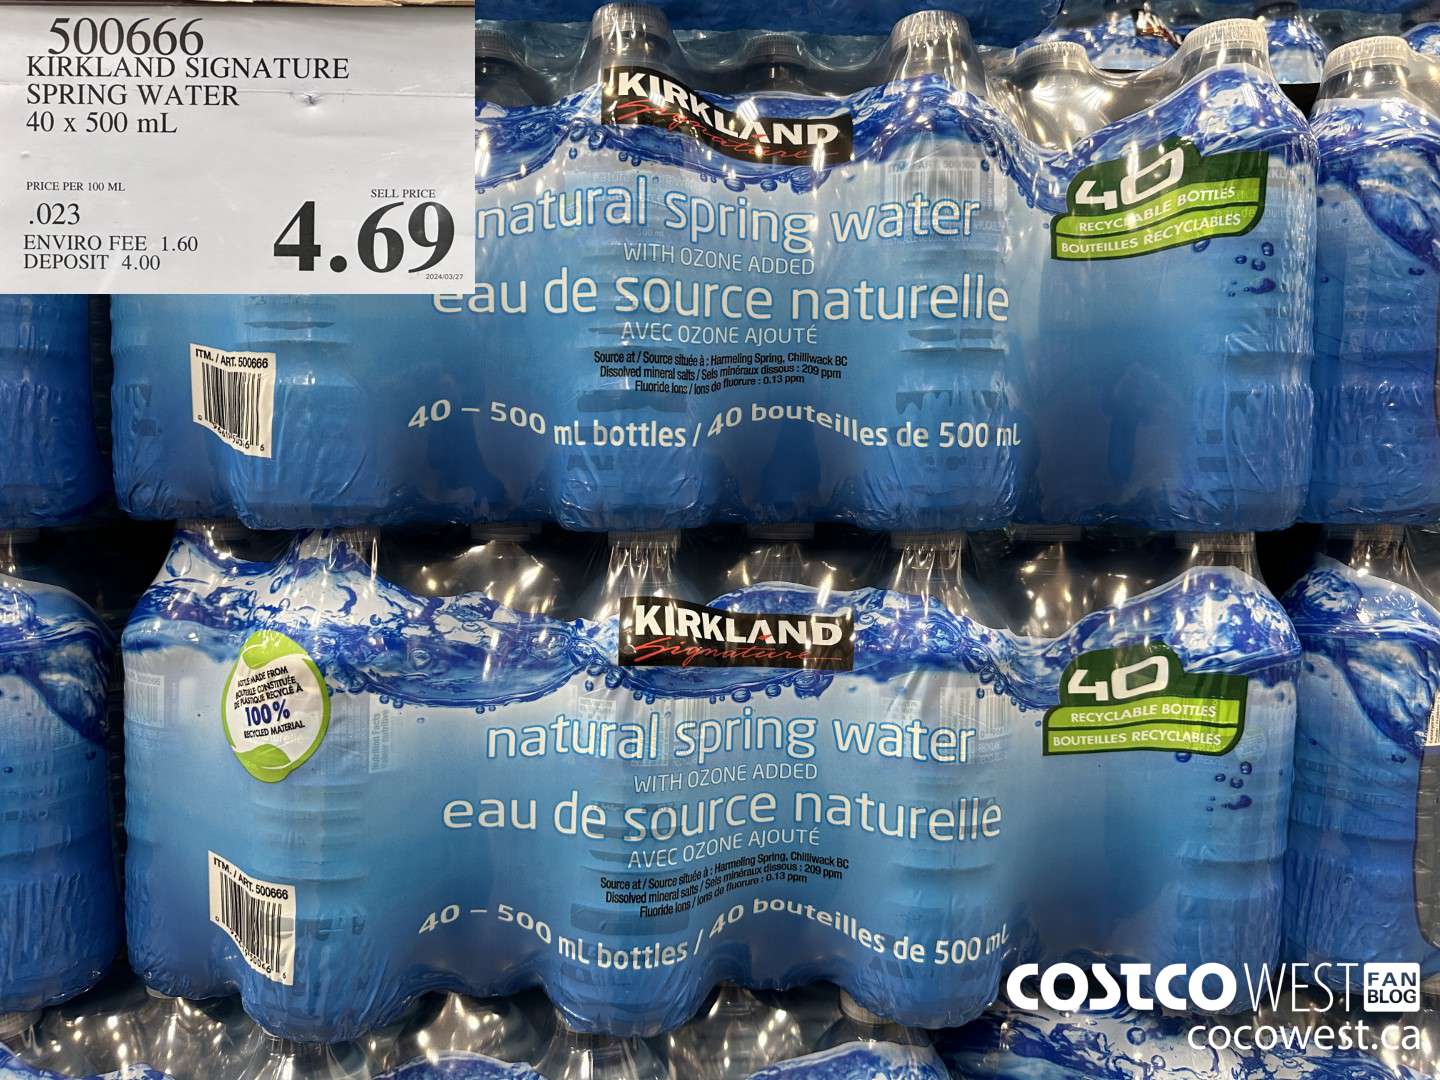 500666
KIRKLAND SIGNATURE
SPRING WATER
40 x 500 mL
PRICE PER 100 ML
SELL PRICE
.023
4.69
ENVIRO FEE 1.60
DEPOSIT 4.00
2024/03/27
KIRKLAND
Signature
natural spring water
WITH OZONE ADDED
eau de source naturelle
AVEC OZONE AJOUTÉ
Source at / Source située à : Harmeling Spring, Chilliwack BC
Dissolved mineral salts / Sels minéraux dissous : 209 ppm
Fluoride Ions / Ions de fluorure : 0.13 ppm
40 – 500 mL bottles / 40 bouteilles de 500 mL
40
RECYCLABLE BOTTLES
BOUTEILLES RECYCLABLES
ITM. / ART. 500666
KIRKLAND
Signature
natural spring water
WITH OZONE ADDED
eau de source naturelle
AVEC OZONE AJOUTÉ
Source at / Source située à : Harmeling Spring, Chilliwack BC
Dissolved mineral salts / Sels minéraux dissous : 209 ppm
Fluoride Ions / Ions de fluorure : 0.13 ppm
40 – 500 mL bottles / 40 bouteilles de 500 mL
40
RECYCLABLE BOTTLES
BOUTEILLES RECYCLABLES
MADE FROM
BOUTEILLE CONSTITUÉE
DE PLASTIQUE RECYCLÉ À
100%
RECYCLED MATERIAL
ITM. / ART. 500666
COSTCO WEST FAN
BLOG
cocowest.ca